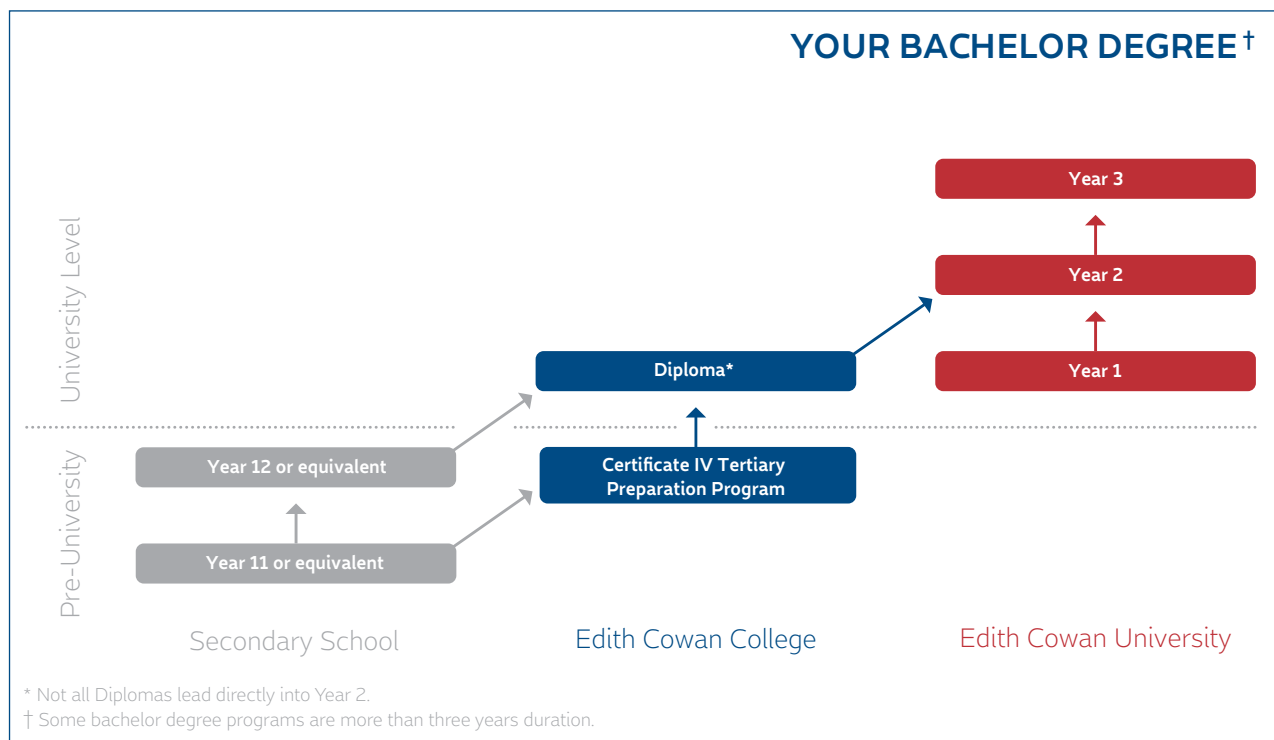 YOUR BACHELOR DEGREE†
Year 3
University Level
Year 2
Diploma*
Year 1
Pre-University
Year 12 or equivalent
Certificate IV Tertiary
Preparation Program
Year 11 or equivalent
Secondary School
Edith Cowan College
Edith Cowan University
* Not all Diplomas lead directly into Year 2.
† Some bachelor degree programs are more than three years duration.